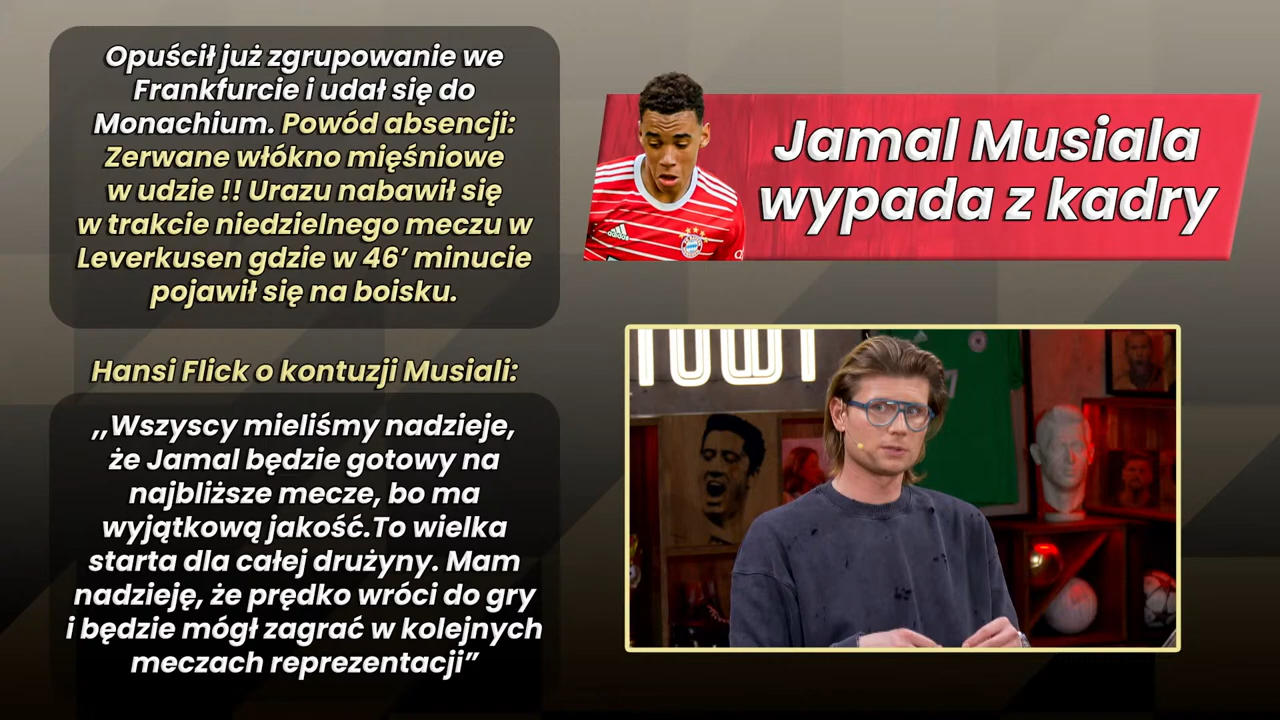 Opuścił już zgrupowanie we
Frankfurcie i udał się do
Monachium. Powód absencji:
Zerwane włókno mięśniowe
w udzie !! Urazu nabawił się
w trakcie niedzielnego meczu w
Leverkusen gdzie w 46’ minucie
pojawił się na boisku.
Hansi Flick o kontuzji Musiali:
,,Wszyscy mieliśmy nadzieje,
że Jamal będzie gotowy na
najbliższe mecze, bo ma
wyjątkową jakość.To wielka
starta dla całej drużyny. Mam
nadzieję, że prędko wróci do gry
i będzie mógł zagrać w kolejnych
meczach reprezentacji”
Jamal Musiala
wypada z kadry